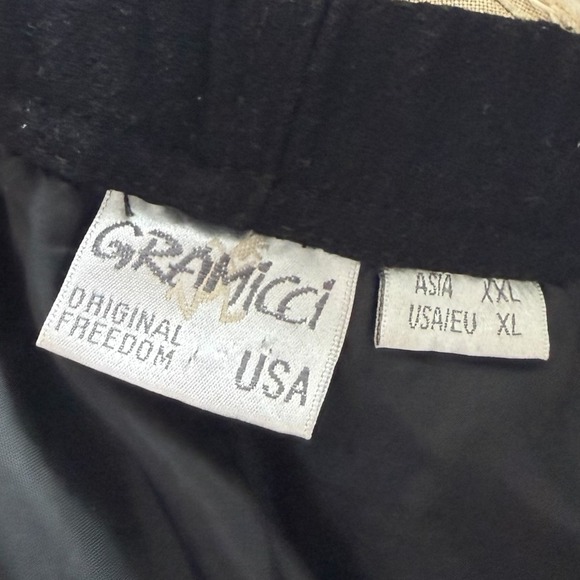 GRAMiCCi
ORIGINAL
FREEDOM
USA
ASIA XXL
USA/EU XL